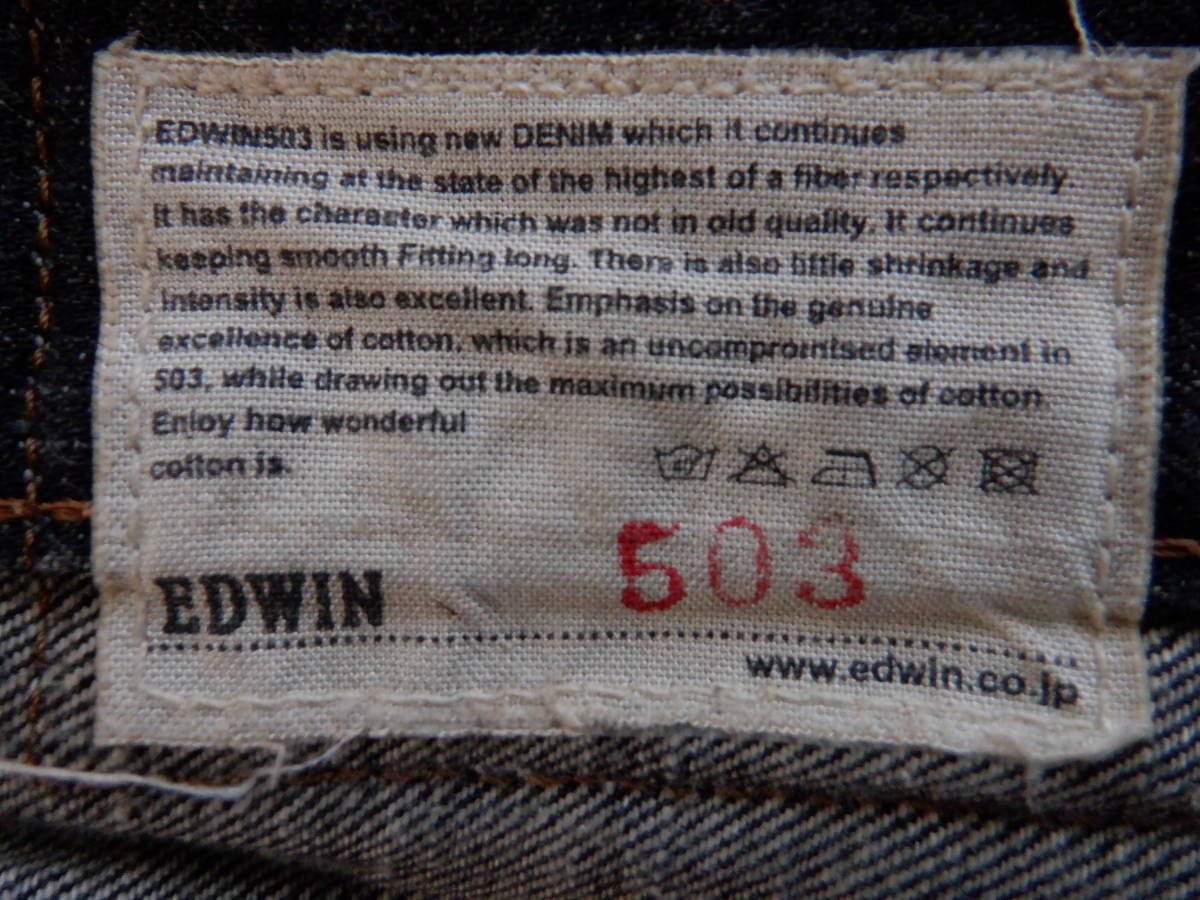 EDWIN503 is using new DENIM which it continues
maintaining at the state of the highest of a fiber respectively.
It has the character which was not in old quality. It continues
keeping smooth Fitting long. There is also little shrinkage and
intensity is also excellent. Emphasis on the genuine
excellence of cotton, which is an uncompromised element in
503, while drawing out the maximum possibilities of cotton
Enjoy how wonderful
cotton is.
503
EDWIN
www.edwin.co.jp